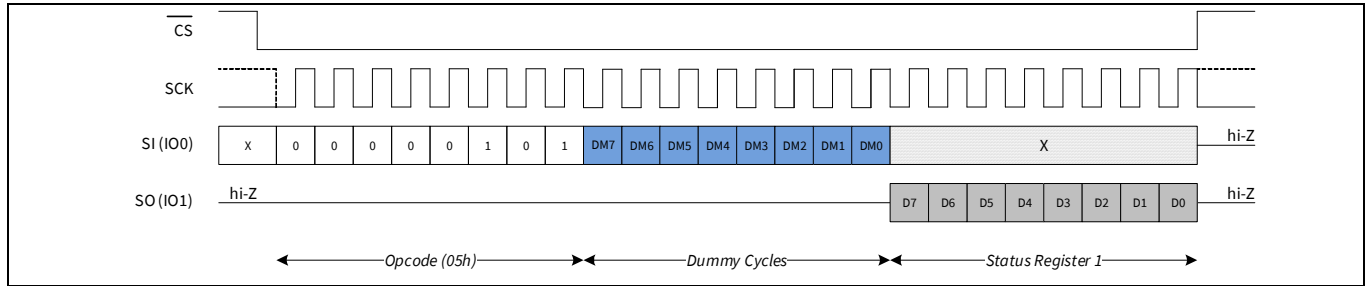 CS
SCK
SI (IO0) X 0 0 0 0 0 1 0 1 DM7 DM6 DM5 DM4 DM3 DM2 DM1 DM0 X hi-Z
SO (IO1) hi-Z D7 D6 D5 D4 D3 D2 D1 D0 hi-Z
Opcode (05h) Dummy Cycles Status Register 1